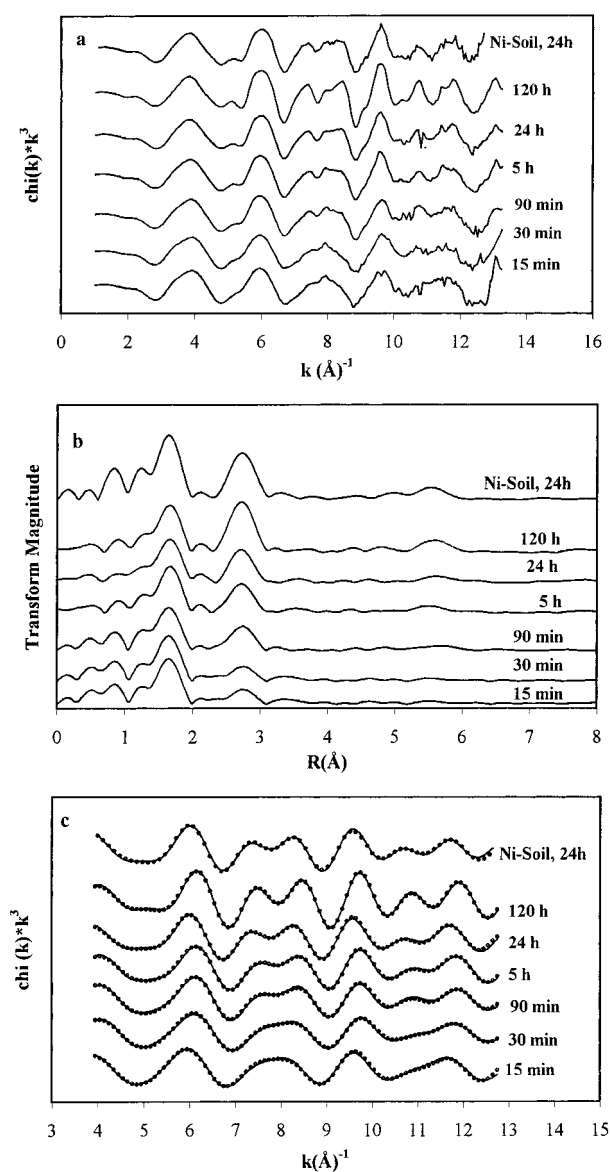 a
Ni-Soil, 24h
120 h
24 h
5 h
90 min
30 min
15 min
chi(k)*k³
0 2 4 6 8 10 12 14 16
k (Å)⁻¹
b
Ni-Soil, 24h
120 h
24 h
5 h
90 min
30 min
15 min
Transform Magnitude
0 1 2 3 4 5 6 7 8
R(Å)
c
Ni-Soil, 24h
120 h
24 h
5 h
90 min
30 min
15 min
chi (k)*k³
3 4 5 6 7 8 9 10 11 12 13 14 15
k(Å)⁻¹